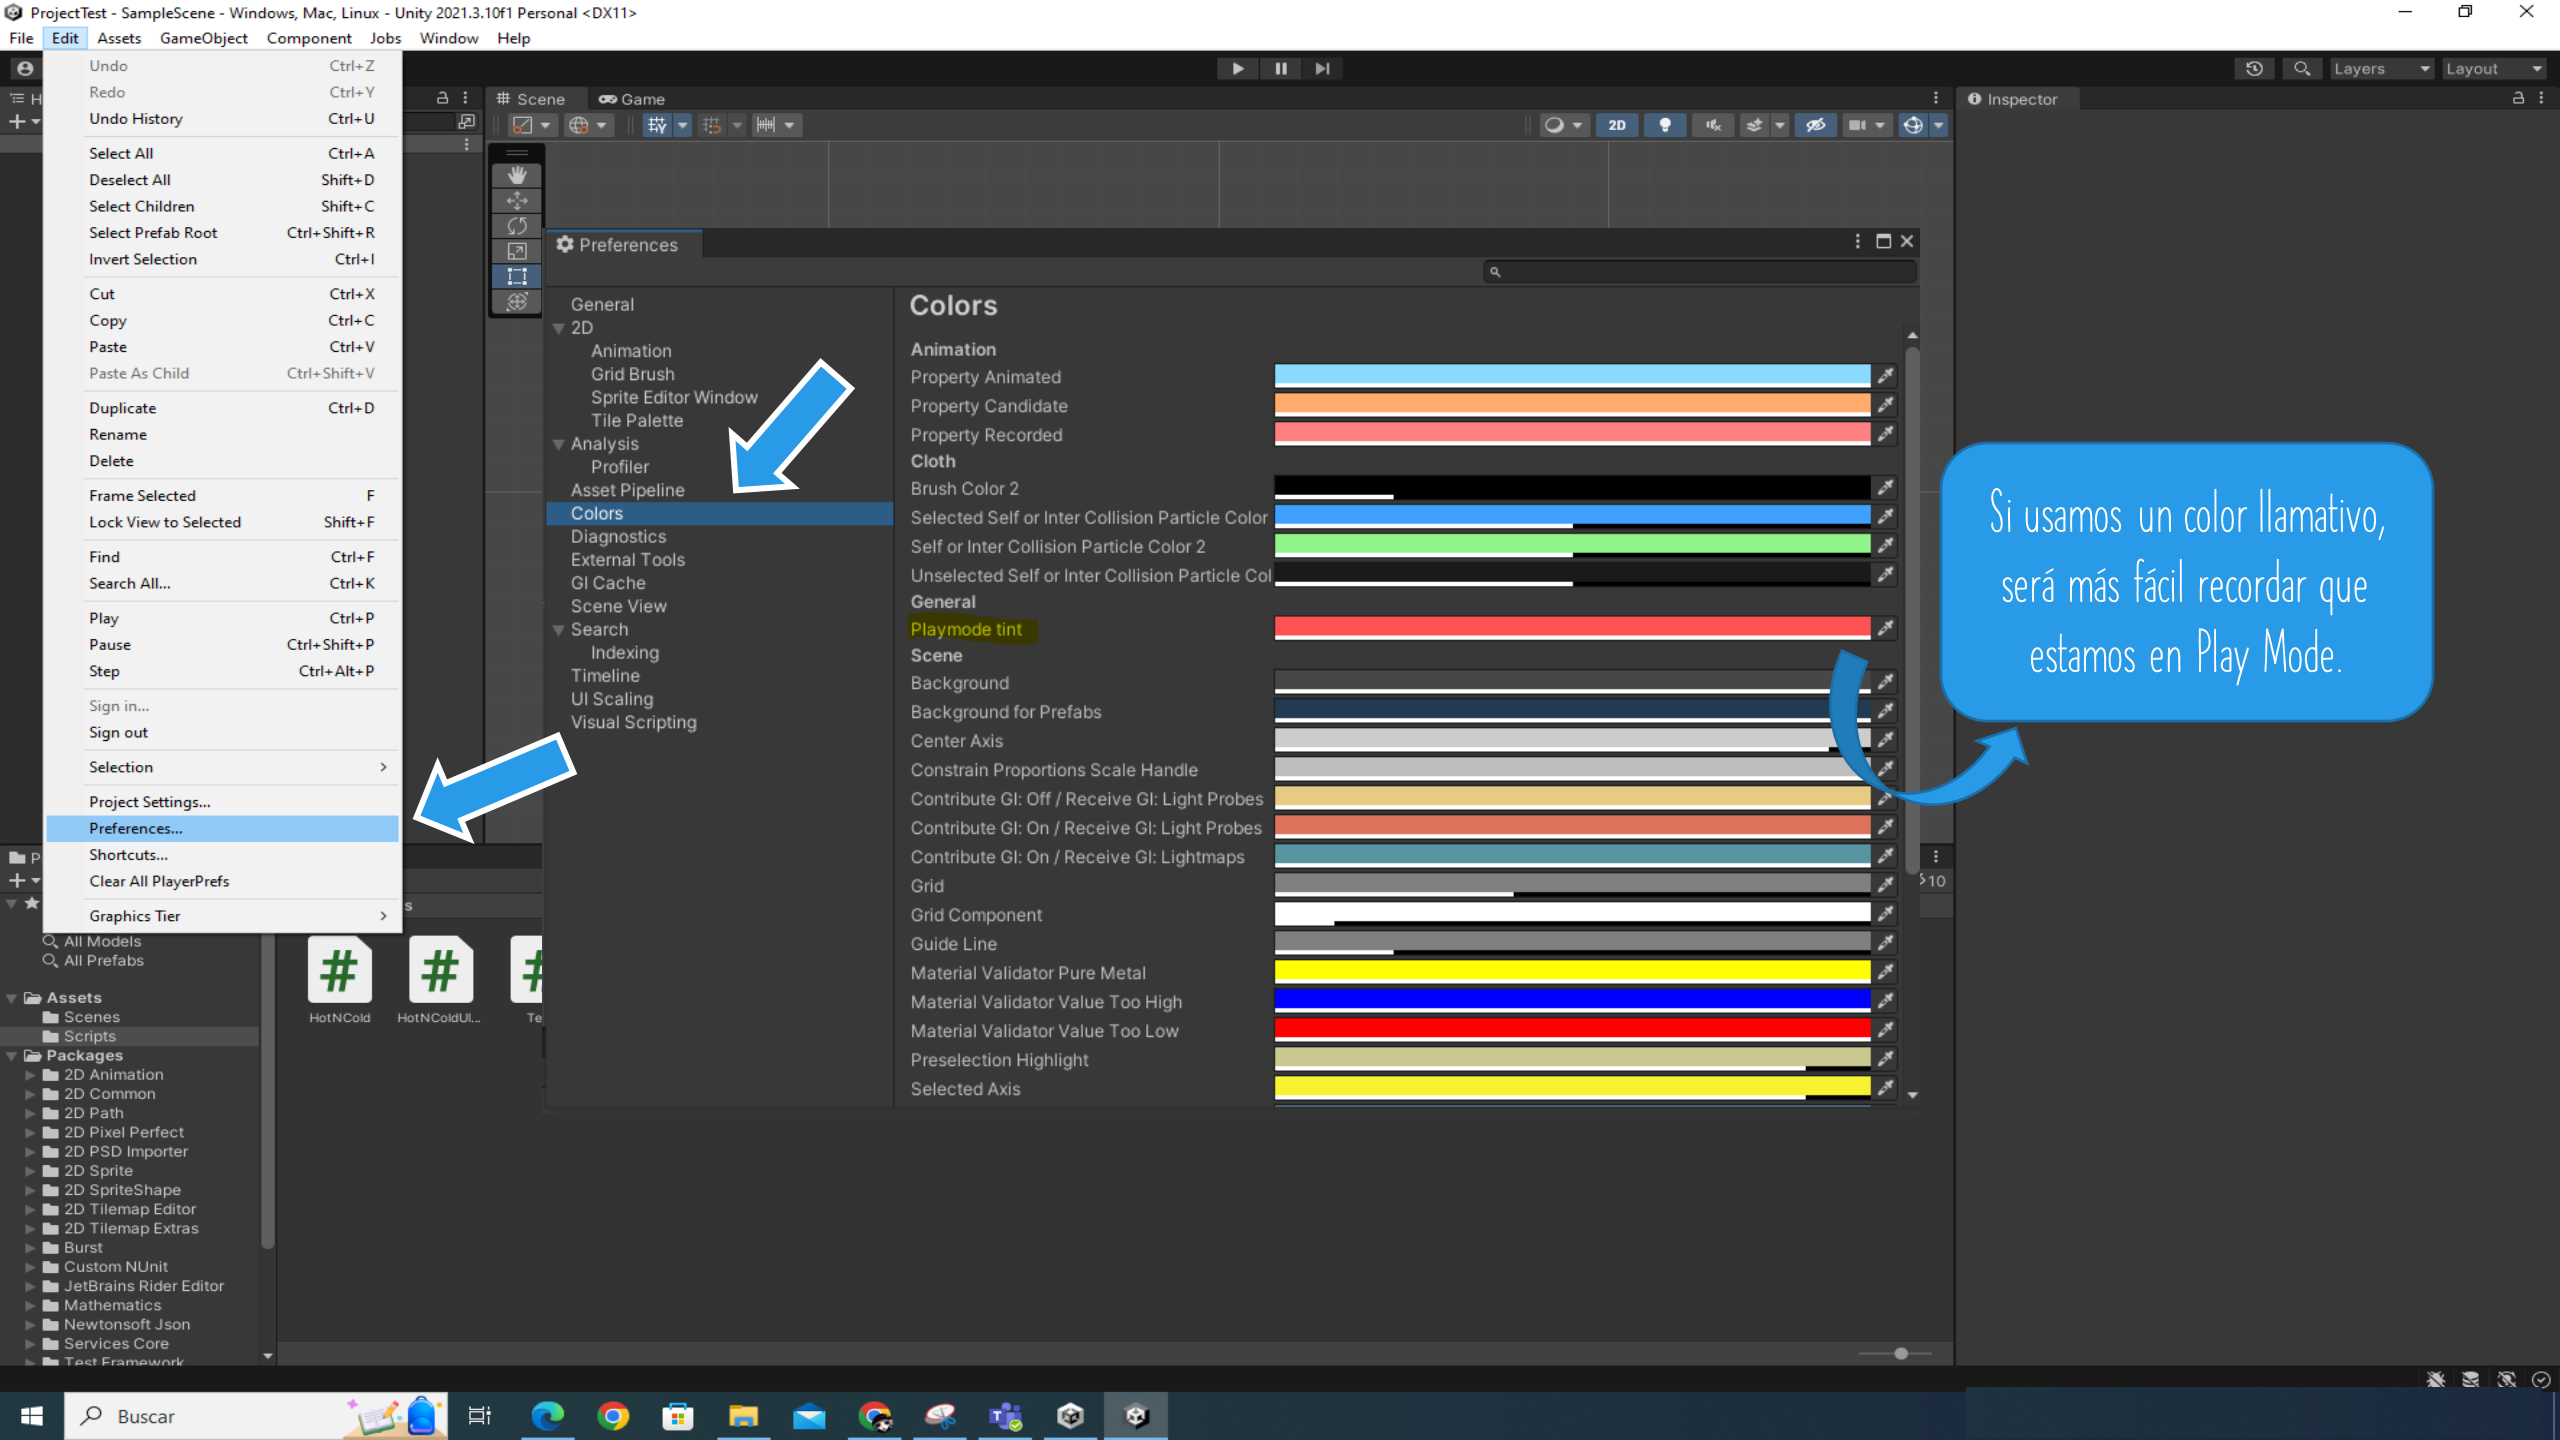 ProjectTest - SampleScene - Windows, Mac, Linux - Unity 2021.3.10f1 Personal <DX11>
File Edit Assets GameObject Component Jobs Window Help
Undo Ctrl+Z
Redo Ctrl+Y
Undo History Ctrl+U
Select All Ctrl+A
Deselect All Shift+D
Select Children Shift+C
Select Prefab Root Ctrl+Shift+R
Invert Selection Ctrl+I
Cut Ctrl+X
Copy Ctrl+C
Paste Ctrl+V
Paste As Child Ctrl+Shift+V
Duplicate Ctrl+D
Rename
Delete
Frame Selected F
Lock View to Selected Shift+F
Find Ctrl+F
Search All... Ctrl+K
Play Ctrl+P
Pause Ctrl+Shift+P
Step Ctrl+Alt+P
Sign in...
Sign out
Selection
Project Settings...
Preferences...
Shortcuts...
Clear All PlayerPrefs
Graphics Tier
Layers Layout
H
Scene Game
Inspector
2D
Preferences
General
2D
Animation
Grid Brush
Sprite Editor Window
Tile Palette
Analysis
Profiler
Asset Pipeline
Colors
Diagnostics
External Tools
GI Cache
Scene View
Search
Indexing
Timeline
UI Scaling
Visual Scripting
Colors
Animation
Property Animated
Property Candidate
Property Recorded
Cloth
Brush Color 2
Selected Self or Inter Collision Particle Color
Self or Inter Collision Particle Color 2
Unselected Self or Inter Collision Particle Col
General
Playmode tint
Scene
Background
Background for Prefabs
Center Axis
Constrain Proportions Scale Handle
Contribute GI: Off / Receive GI: Light Probes
Contribute GI: On / Receive GI: Light Probes
Contribute GI: On / Receive GI: Lightmaps
Grid
Grid Component
Guide Line
Material Validator Pure Metal
Material Validator Value Too High
Material Validator Value Too Low
Preselection Highlight
Selected Axis
Si usamos un color llamativo,
será más fácil recordar que
estamos en Play Mode.
P
10
s
All Models
All Prefabs
Assets
Scenes
Scripts
Packages
2D Animation
2D Common
2D Path
2D Pixel Perfect
2D PSD Importer
2D Sprite
2D SpriteShape
2D Tilemap Editor
2D Tilemap Extras
Burst
Custom NUnit
JetBrains Rider Editor
Mathematics
Newtonsoft Json
Services Core
Test Framework
HotNCold HotNColdUI... Te
Buscar